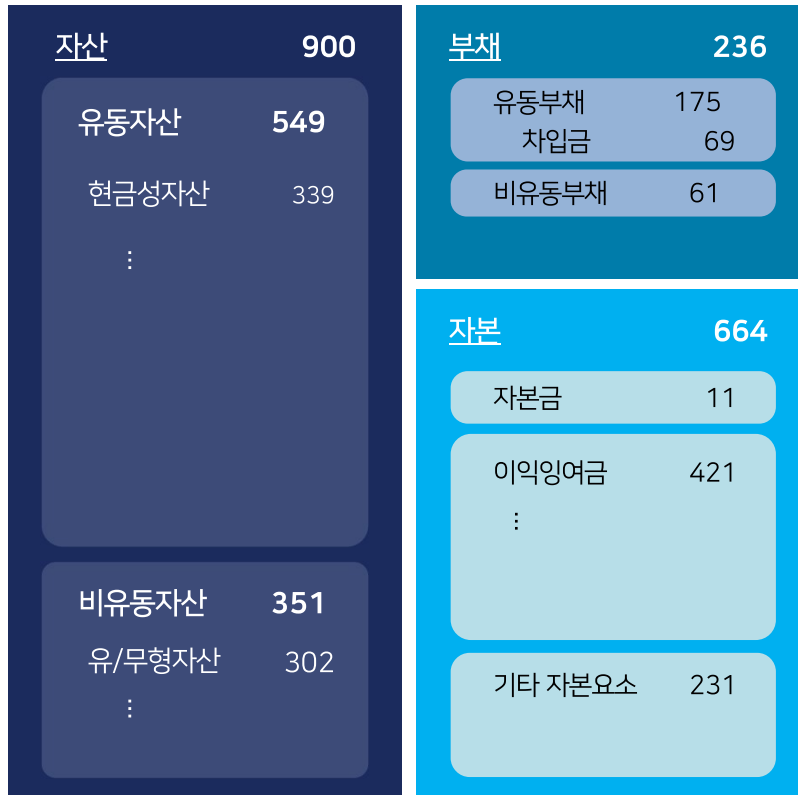 자산 900
유동자산 549
현금성자산 339
⋮
비유동자산 351
유/무형자산 302
⋮
부채 236
유동부채 175
차입금 69
비유동부채 61
자본 664
자본금 11
이익잉여금 421
⋮
기타 자본요소 231